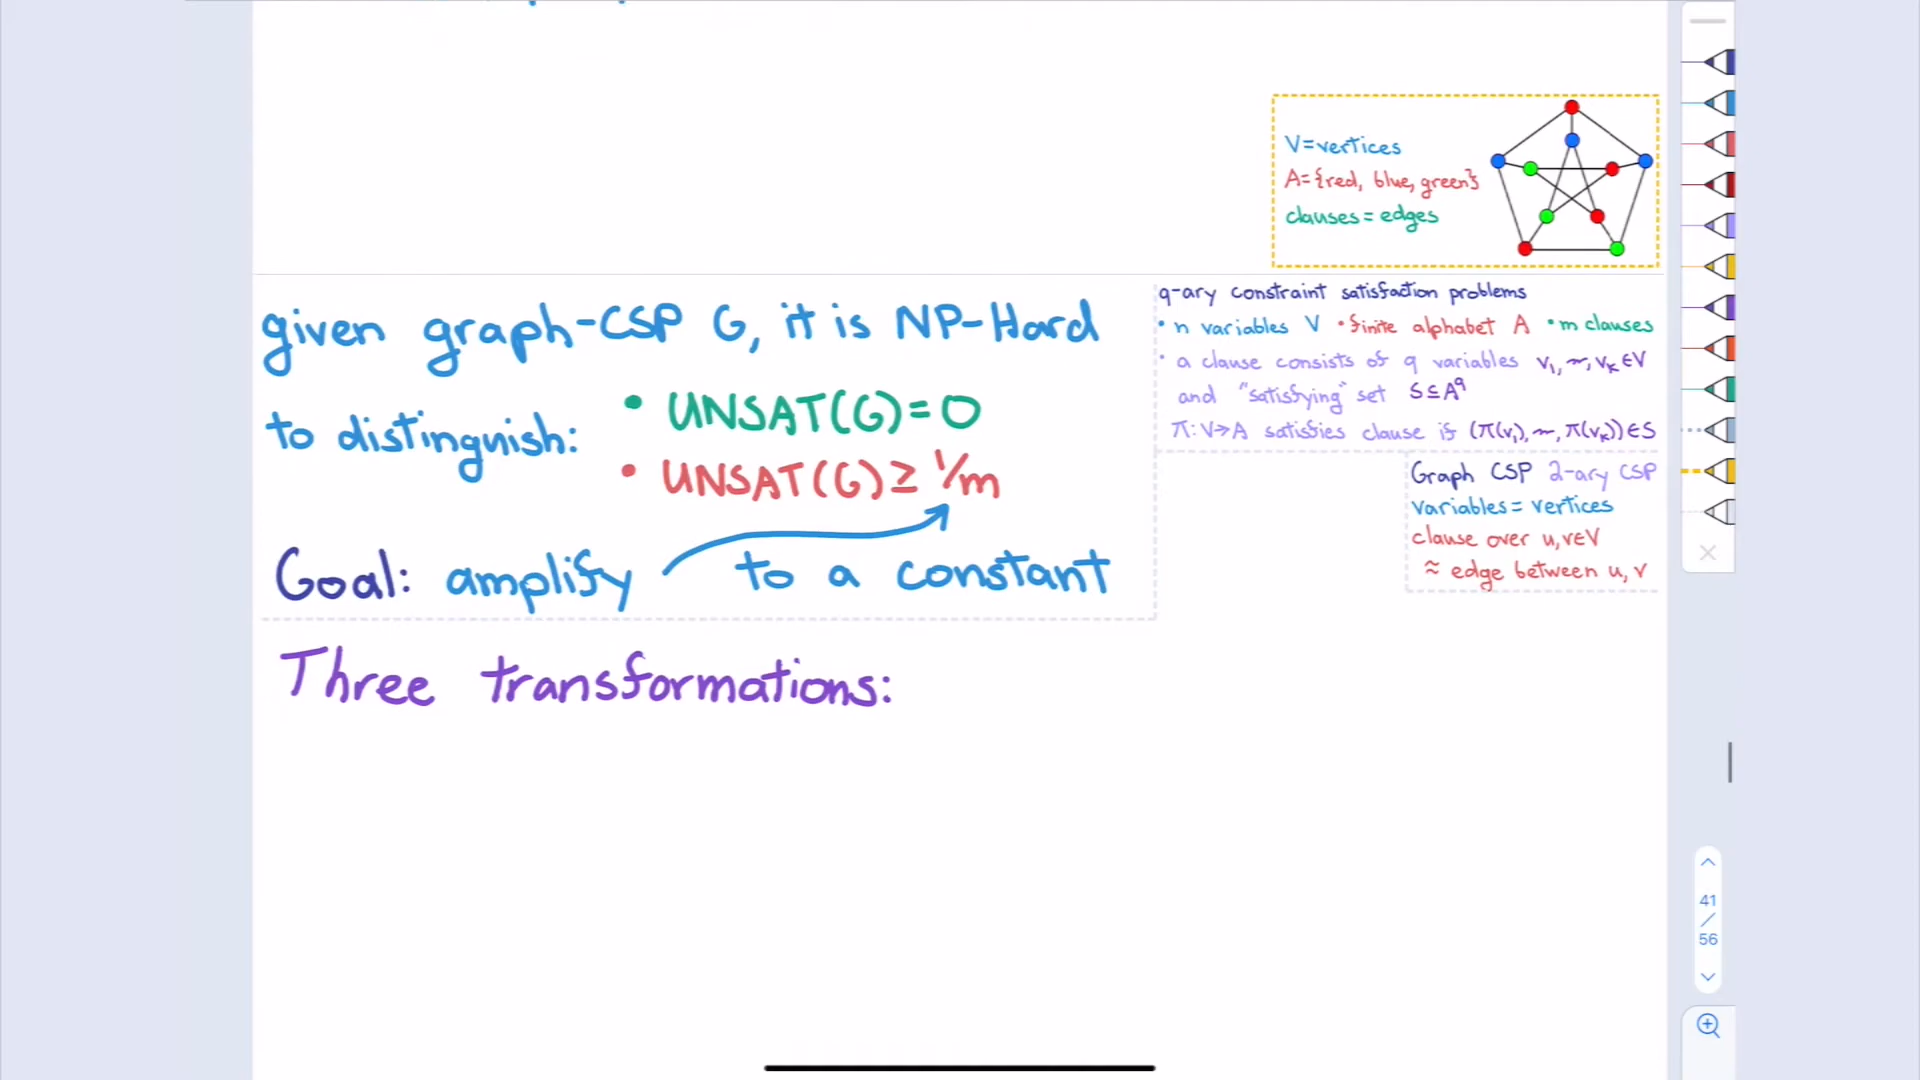 V=vertices
A={red, blue, green}
clauses = edges
given graph-CSP G, it is NP-Hard
to distinguish:
• UNSAT(G)=0
• UNSAT(G)≥ 1/m
Goal: amplify to a constant
q-ary constraint satisfaction problems
• n variables V • finite alphabet A • m clauses
• a clause consists of q variables v₁,~,vₖ∈V
and "satisfying" set S⊆A^q
π:V→A satisfies clause if (π(v₁),~,π(vₖ))∈S
Graph CSP 2-ary CSP
variables = vertices
clause over u,v∈V
≈ edge between u,v
Three transformations:
41
/
56